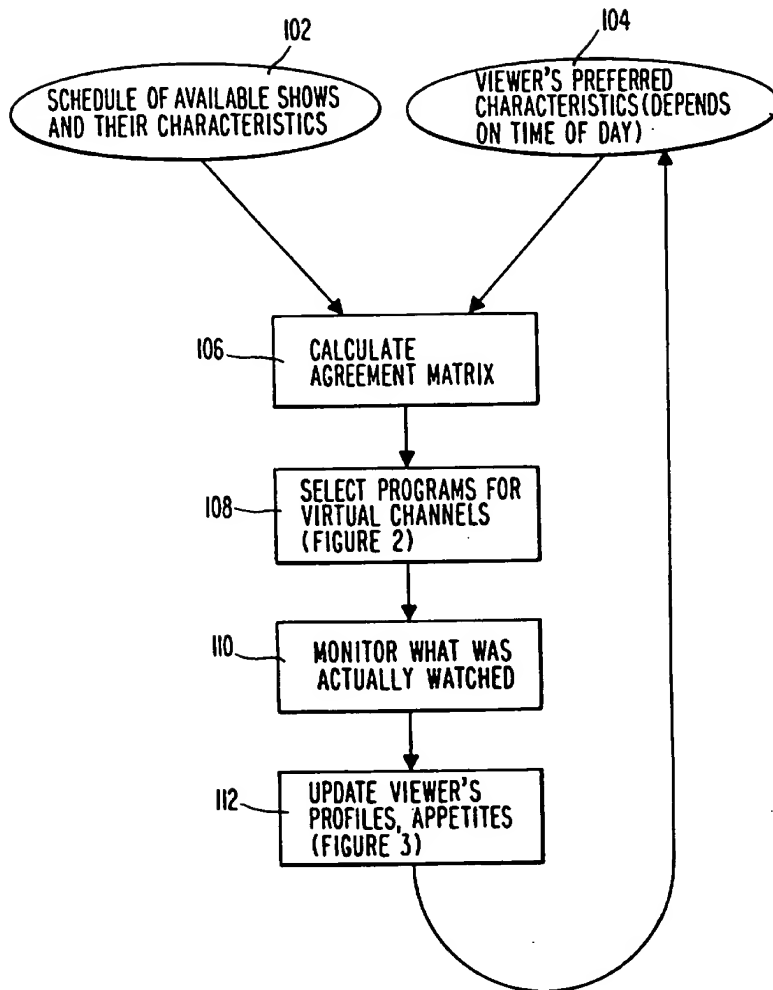 102
104
SCHEDULE OF AVAILABLE SHOWS
AND THEIR CHARACTERISTICS
VIEWER'S PREFERRED
CHARACTERISTICS (DEPENDS
ON TIME OF DAY)
106
CALCULATE
AGREEMENT MATRIX
108
SELECT PROGRAMS FOR
VIRTUAL CHANNELS
(FIGURE 2)
110
MONITOR WHAT WAS
ACTUALLY WATCHED
112
UPDATE VIEWER'S
PROFILES, APPETITES
(FIGURE 3)